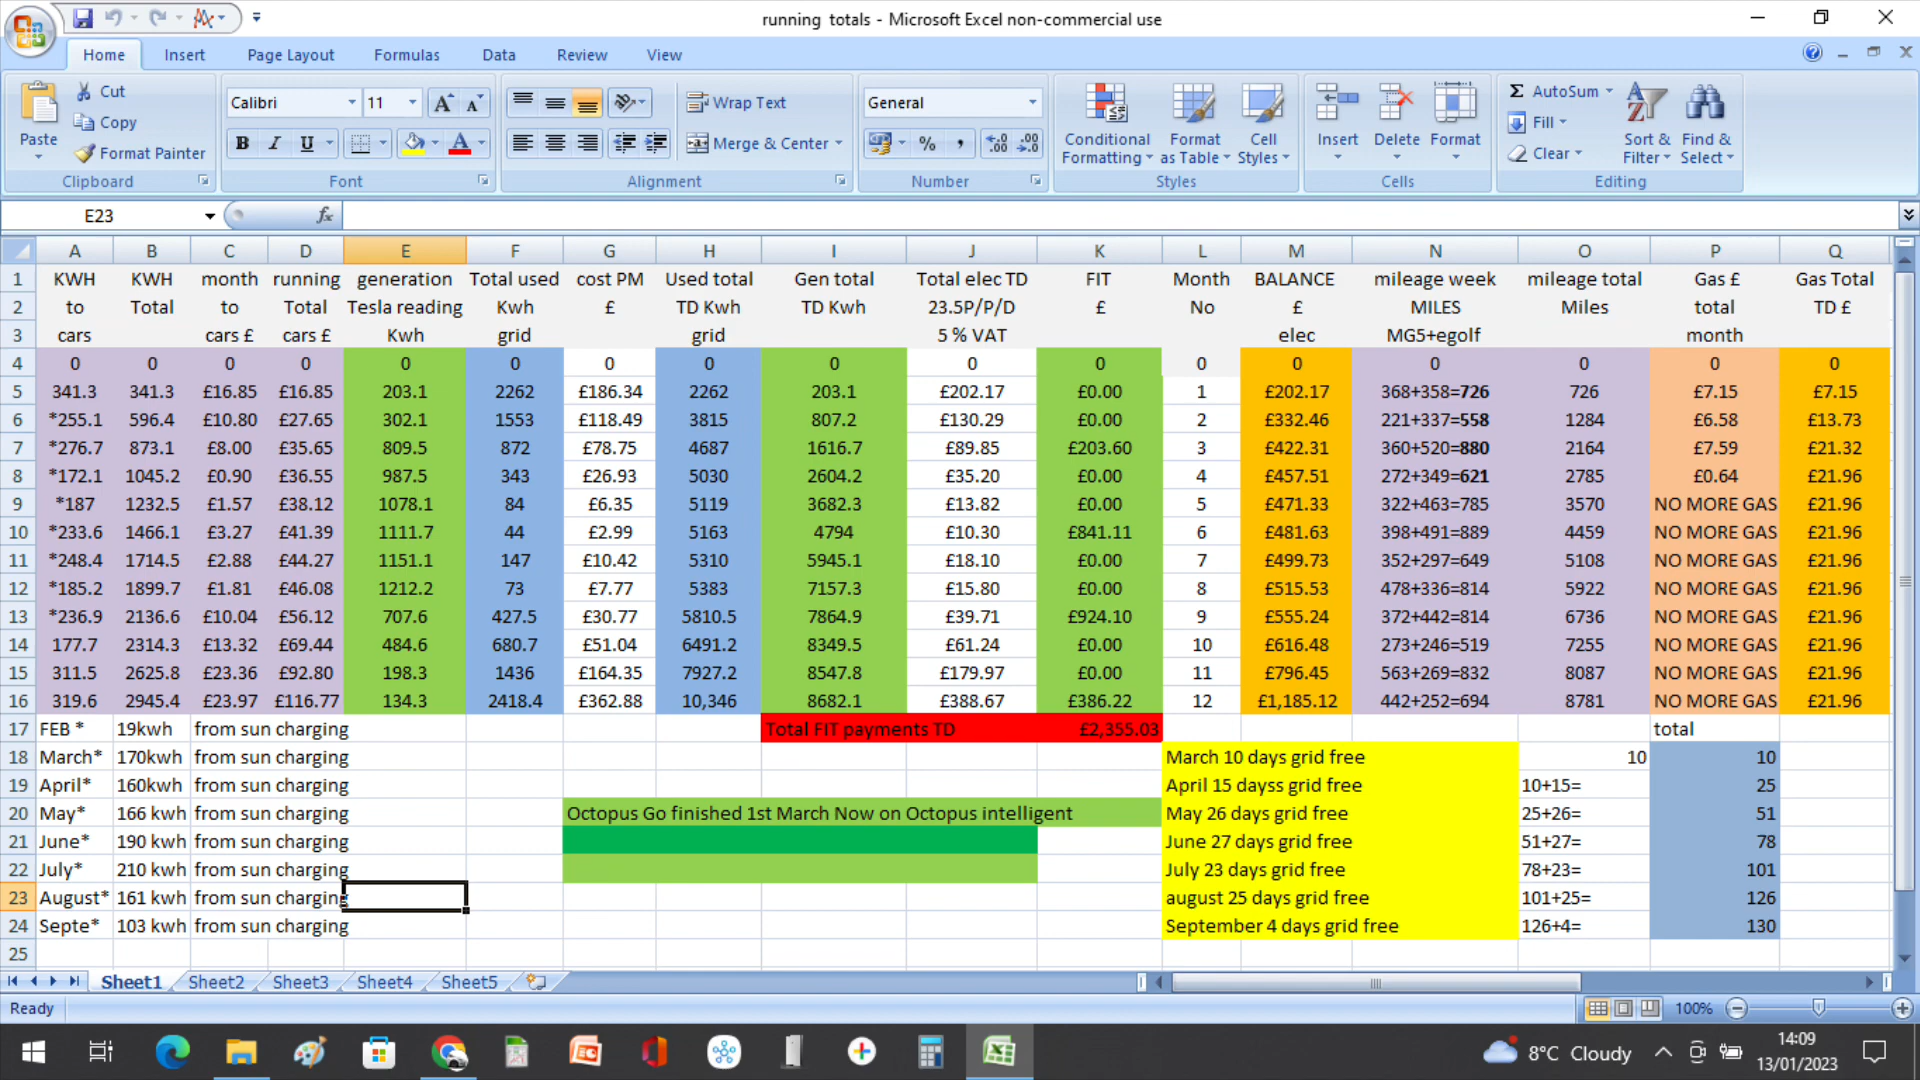 running totals - Microsoft Excel non-commercial use
Home Insert Page Layout Formulas Data Review View
Cut
Copy
Format Painter
Paste
Clipboard
Calibri 11
B I U
Font
Wrap Text
Merge & Center
Alignment
General
% ,
Number
Conditional Formatting
Format as Table
Cell Styles
Styles
Insert Delete Format
Cells
AutoSum
Fill
Clear
Sort & Filter
Find & Select
Editing
E23 fx
A B C D E F G H I J K L M N O P Q
1 KWH KWH month running generation Total used cost PM Used total Gen total Total elec TD FIT Month BALANCE mileage week mileage total Gas £ Gas Total
2 to Total to Total Tesla reading Kwh £ TD Kwh TD Kwh 23.5P/P/D £ No £ MILES Miles total TD £
3 cars cars £ cars £ Kwh grid grid 5 % VAT elec MG5+egolf month
4 0 0 0 0 0 0 0 0 0 0 0 0 0 0 0 0 0
5 341.3 341.3 £16.85 £16.85 203.1 2262 £186.34 2262 203.1 £202.17 £0.00 1 £202.17 368+358=726 726 £7.15 £7.15
6 *255.1 596.4 £10.80 £27.65 302.1 1553 £118.49 3815 807.2 £130.29 £0.00 2 £332.46 221+337=558 1284 £6.58 £13.73
7 *276.7 873.1 £8.00 £35.65 809.5 872 £78.75 4687 1616.7 £89.85 £203.60 3 £422.31 360+520=880 2164 £7.59 £21.32
8 *172.1 1045.2 £0.90 £36.55 987.5 343 £26.93 5030 2604.2 £35.20 £0.00 4 £457.51 272+349=621 2785 £0.64 £21.96
9 *187 1232.5 £1.57 £38.12 1078.1 84 £6.35 5119 3682.3 £13.82 £0.00 5 £471.33 322+463=785 3570 NO MORE GAS £21.96
10 *233.6 1466.1 £3.27 £41.39 1111.7 44 £2.99 5163 4794 £10.30 £841.11 6 £481.63 398+491=889 4459 NO MORE GAS £21.96
11 *248.4 1714.5 £2.88 £44.27 1151.1 147 £10.42 5310 5945.1 £18.10 £0.00 7 £499.73 352+297=649 5108 NO MORE GAS £21.96
12 *185.2 1899.7 £1.81 £46.08 1212.2 73 £7.77 5383 7157.3 £15.80 £0.00 8 £515.53 478+336=814 5922 NO MORE GAS £21.96
13 *236.9 2136.6 £10.04 £56.12 707.6 427.5 £30.77 5810.5 7864.9 £39.71 £924.10 9 £555.24 372+442=814 6736 NO MORE GAS £21.96
14 177.7 2314.3 £13.32 £69.44 484.6 680.7 £51.04 6491.2 8349.5 £61.24 £0.00 10 £616.48 273+246=519 7255 NO MORE GAS £21.96
15 311.5 2625.8 £23.36 £92.80 198.3 1436 £164.35 7927.2 8547.8 £179.97 £0.00 11 £796.45 563+269=832 8087 NO MORE GAS £21.96
16 319.6 2945.4 £23.97 £116.77 134.3 2418.4 £362.88 10,346 8682.1 £388.67 £386.22 12 £1,185.12 442+252=694 8781 NO MORE GAS £21.96
17 FEB * 19kwh from sun charging Total FIT payments TD £2,355.03 total
18 March* 170kwh from sun charging March 10 days grid free 10 10
19 April* 160kwh from sun charging April 15 dayss grid free 10+15= 25
20 May* 166 kwh from sun charging Octopus Go finished 1st March Now on Octopus intelligent May 26 days grid free 25+26= 51
21 June* 190 kwh from sun charging June 27 days grid free 51+27= 78
22 July* 210 kwh from sun charging July 23 days grid free 78+23= 101
23 August* 161 kwh from sun charging august 25 days grid free 101+25= 126
24 Septe* 103 kwh from sun charging September 4 days grid free 126+4= 130
25
Sheet1 Sheet2 Sheet3 Sheet4 Sheet5
Ready 100%
8°C Cloudy
14:09
13/01/2023